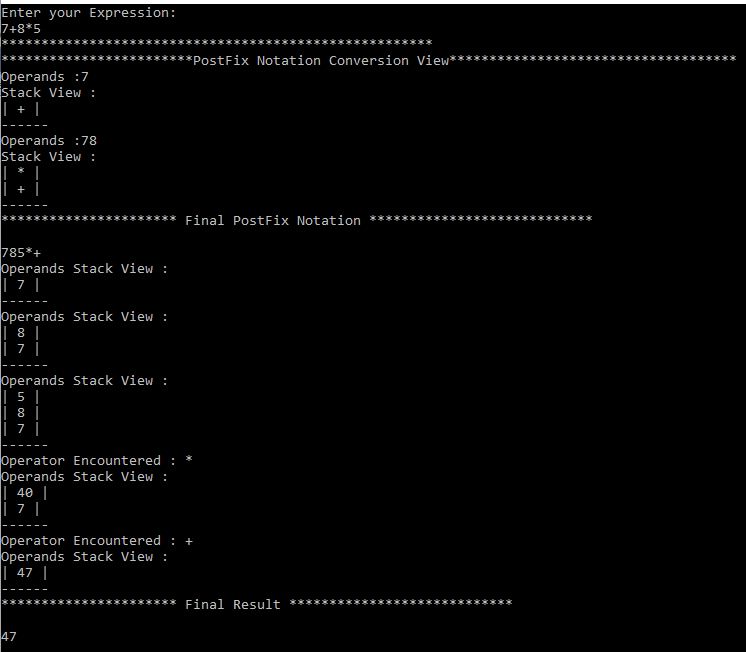 Enter your Expression:
7+8*5
******************************************************
************************PostFix Notation Conversion View************************************
Operands :7
Stack View :
| + |
------
Operands :78
Stack View :
| * |
| + |
------
********************** Final PostFix Notation ****************************
785*+
Operands Stack View :
| 7 |
------
Operands Stack View :
| 8 |
| 7 |
------
Operands Stack View :
| 5 |
| 8 |
| 7 |
------
Operator Encountered : *
Operands Stack View :
| 40 |
| 7 |
------
Operator Encountered : +
Operands Stack View :
| 47 |
------
********************** Final Result ****************************
47